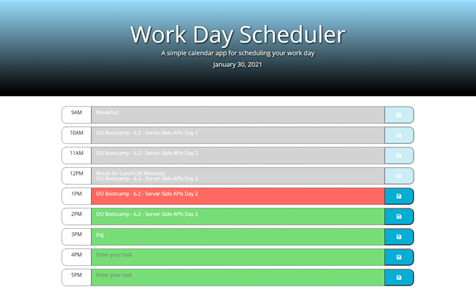 Work Day Scheduler
A simple calendar app for scheduling your work day
January 30, 2021
9AM Breakfast
10AM DU Bootcamp - 6.2 - Server-Side APIs Day 2
11AM DU Bootcamp - 6.2 - Server-Side APIs Day 2
12PM Break for Lunch (30 Minutes)
DU Bootcamp - 6.2 - Server-Side APIs Day 2
1PM DU Bootcamp - 6.2 - Server-Side APIs Day 2
2PM DU Bootcamp - 6.2 - Server-Side APIs Day 2
3PM
4PM Enter your task
5PM Enter your task